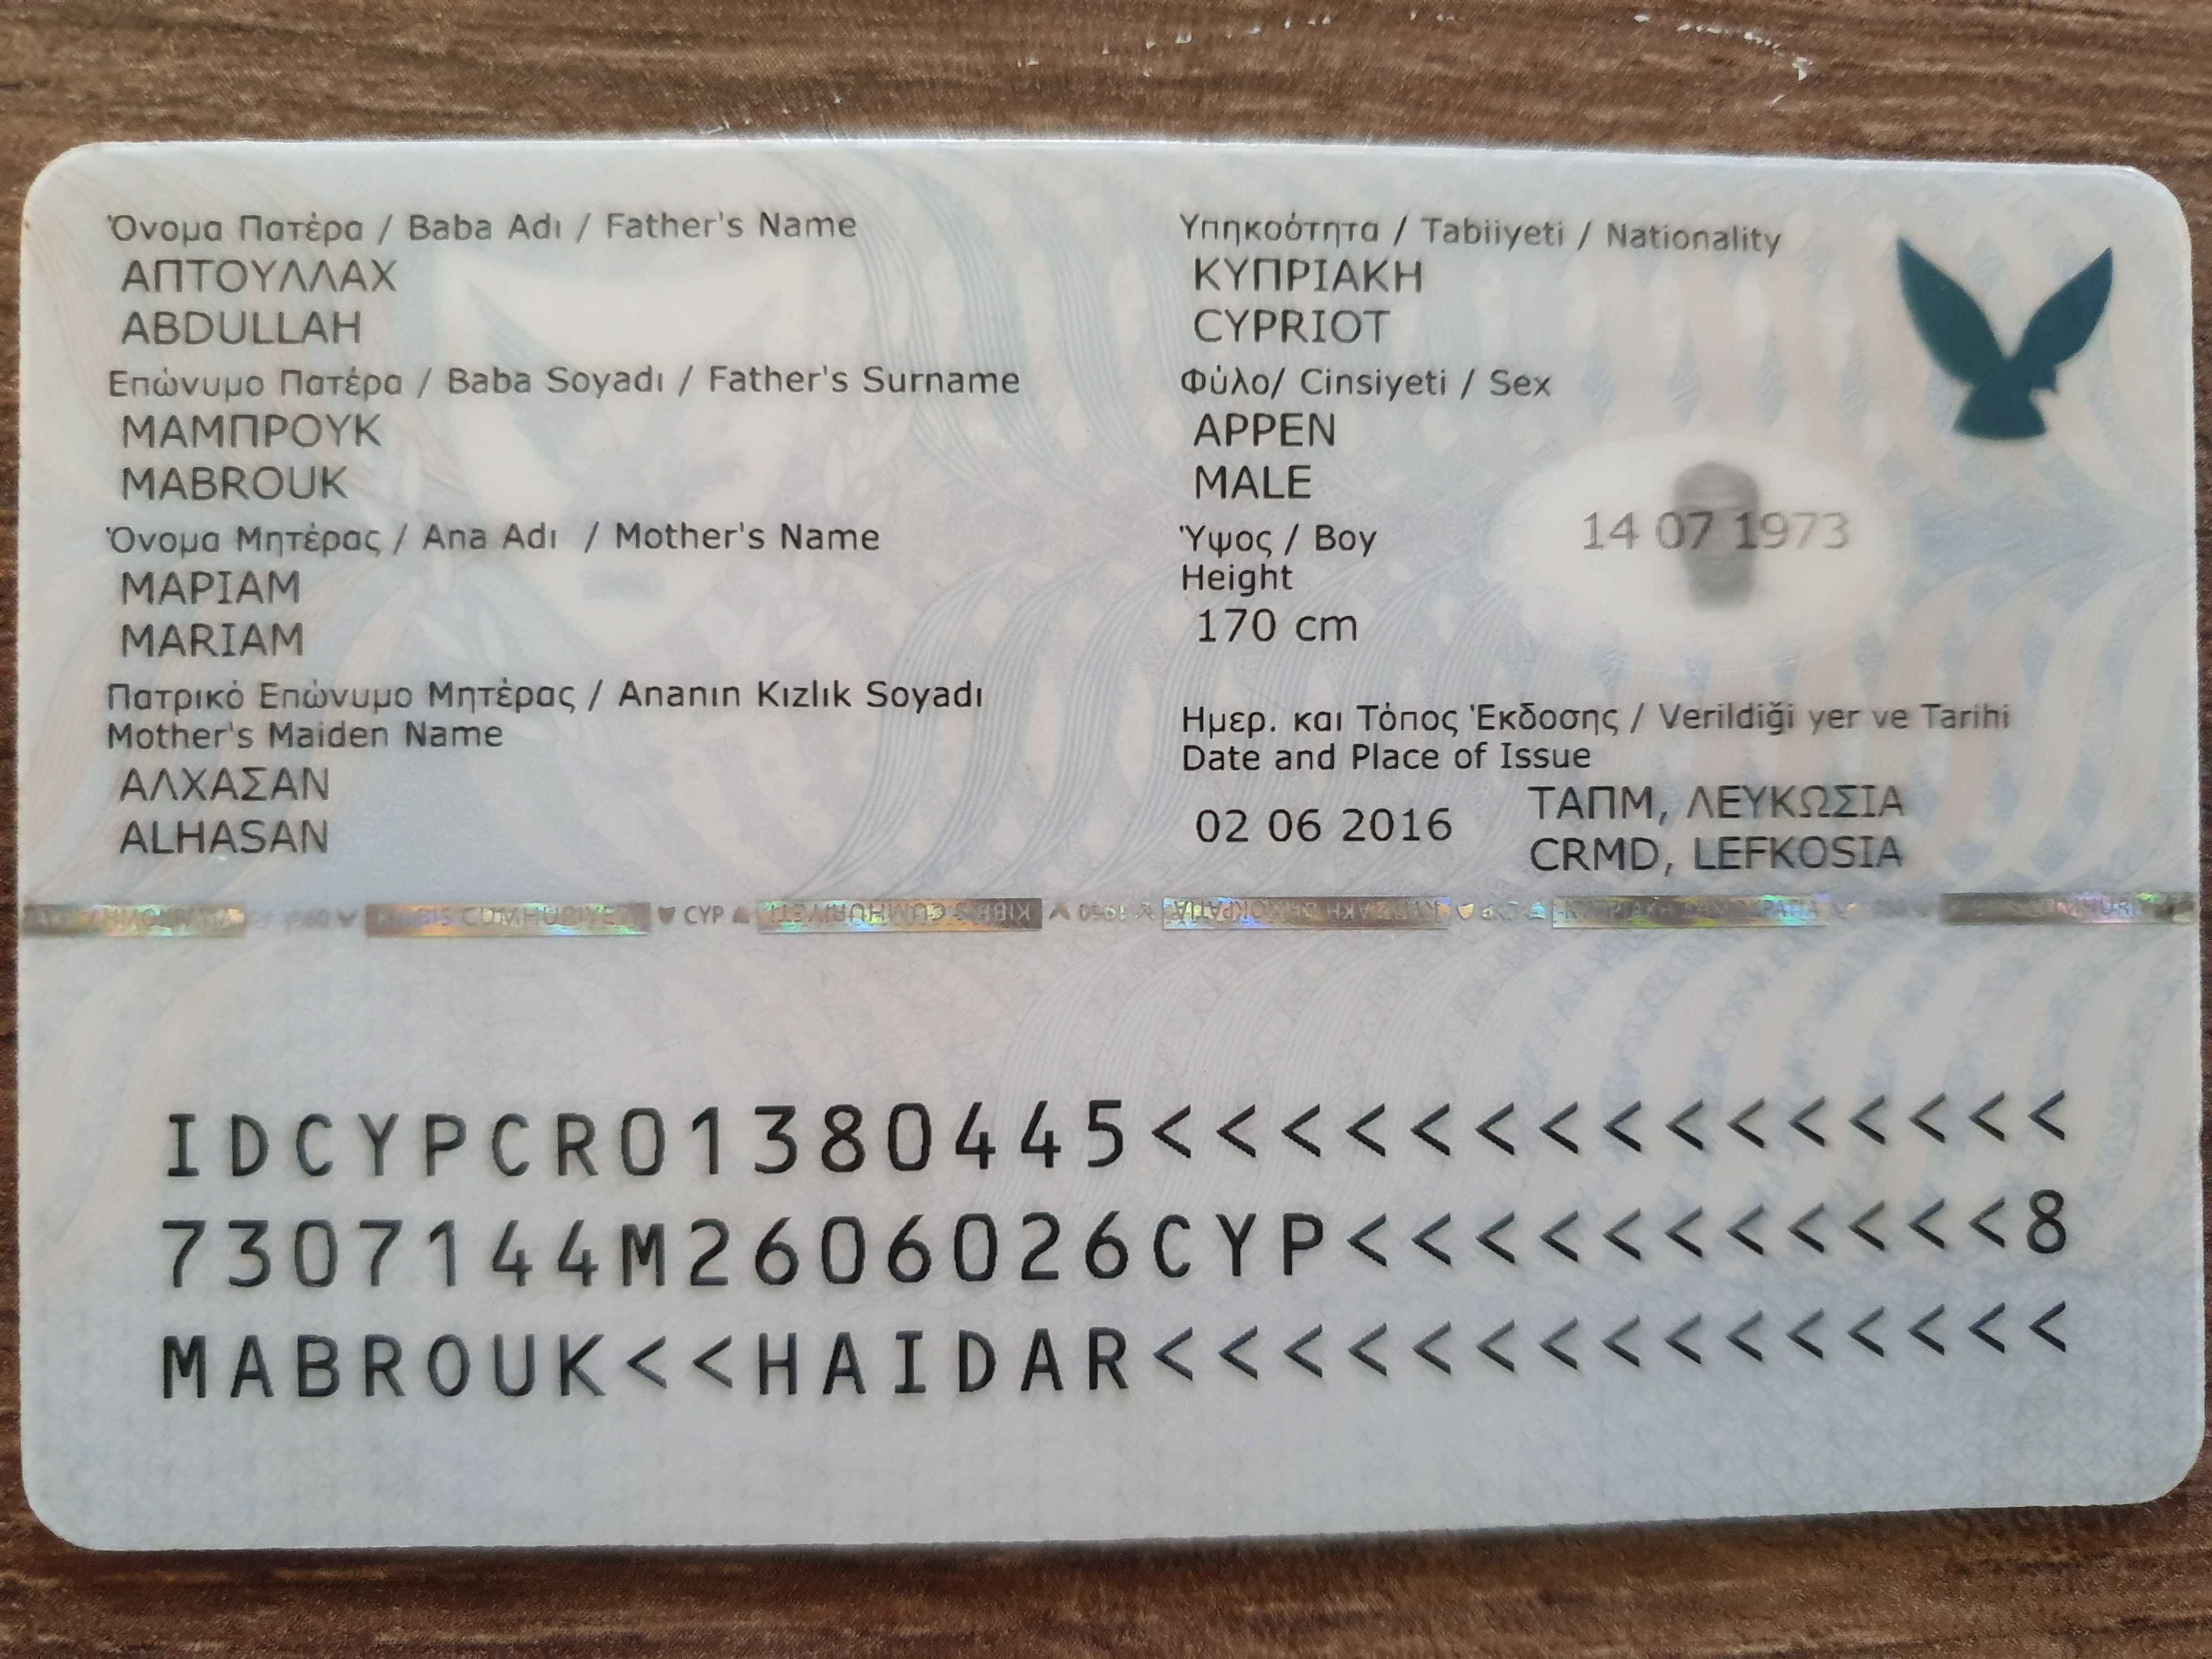 Όνομα Πατέρα / Baba Adı / Father's Name
ΑΠΤΟΥΛΛΑΧ
ABDULLAH
Επώνυμο Πατέρα / Baba Soyadı / Father's Surname
ΜΑΜΠΡΟΥΚ
MABROUK
Όνομα Μητέρας / Ana Adı / Mother's Name
ΜΑΡΙΑΜ
MARIAM
Πατρικό Επώνυμο Μητέρας / Ananın Kızlık Soyadı
Mother's Maiden Name
ΑΛΧΑΣΑΝ
ALHASAN
Υπηκοότητα / Tabiiyeti / Nationality
ΚΥΠΡΙΑΚΗ
CYPRIOT
Φύλο/ Cinsiyeti / Sex
ΑΡΡΕΝ
MALE
Ύψος / Boy
Height
170 cm
14 07 1973
Ημερ. και Τόπος Έκδοσης / Verildiği yer ve Tarihi
Date and Place of Issue
02 06 2016
ΤΑΠΜ, ΛΕΥΚΩΣΙΑ
CRMD, LEFKOSIA
CYP
IDCYPCR01380445<<<<<<<<<<<<<<<
7307144M2606026CYP<<<<<<<<<<<8
MABROUK<<HAIDAR<<<<<<<<<<<<<<<